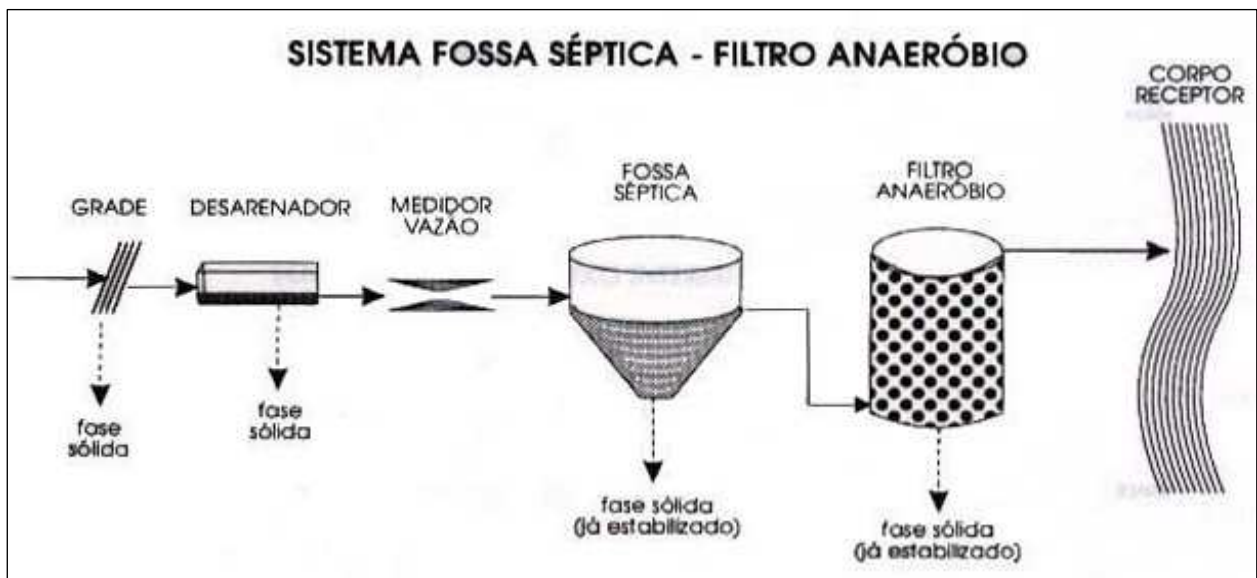 SISTEMA FOSSA SÉPTICA - FILTRO ANAERÓBIO
CORPO
RECEPTOR
FOSSA
SÉPTICA
FILTRO
ANAERÓBIO
GRADE
DESARENADOR
MEDIDOR
VAZÃO
fase
sólida
fase
sólida
fase sólida
(já estabilizado)
fase sólida
(já estabilizado)